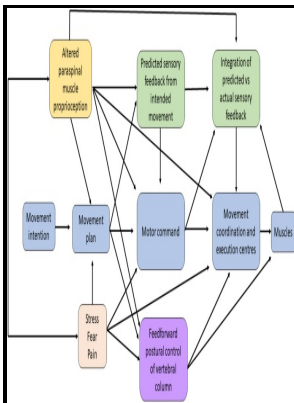 Altered
paraspinal
muscle
proprioception
Predicted sensory
feedback from
intended
movement
Integration of
predicted vs
actual sensory
feedback
Movement
intention
Movement
plan
Motor command
Movement
coordination and
execution centres
Muscles
Stress
Fear
Pain
Feedforward
postural control
of vertebral
column